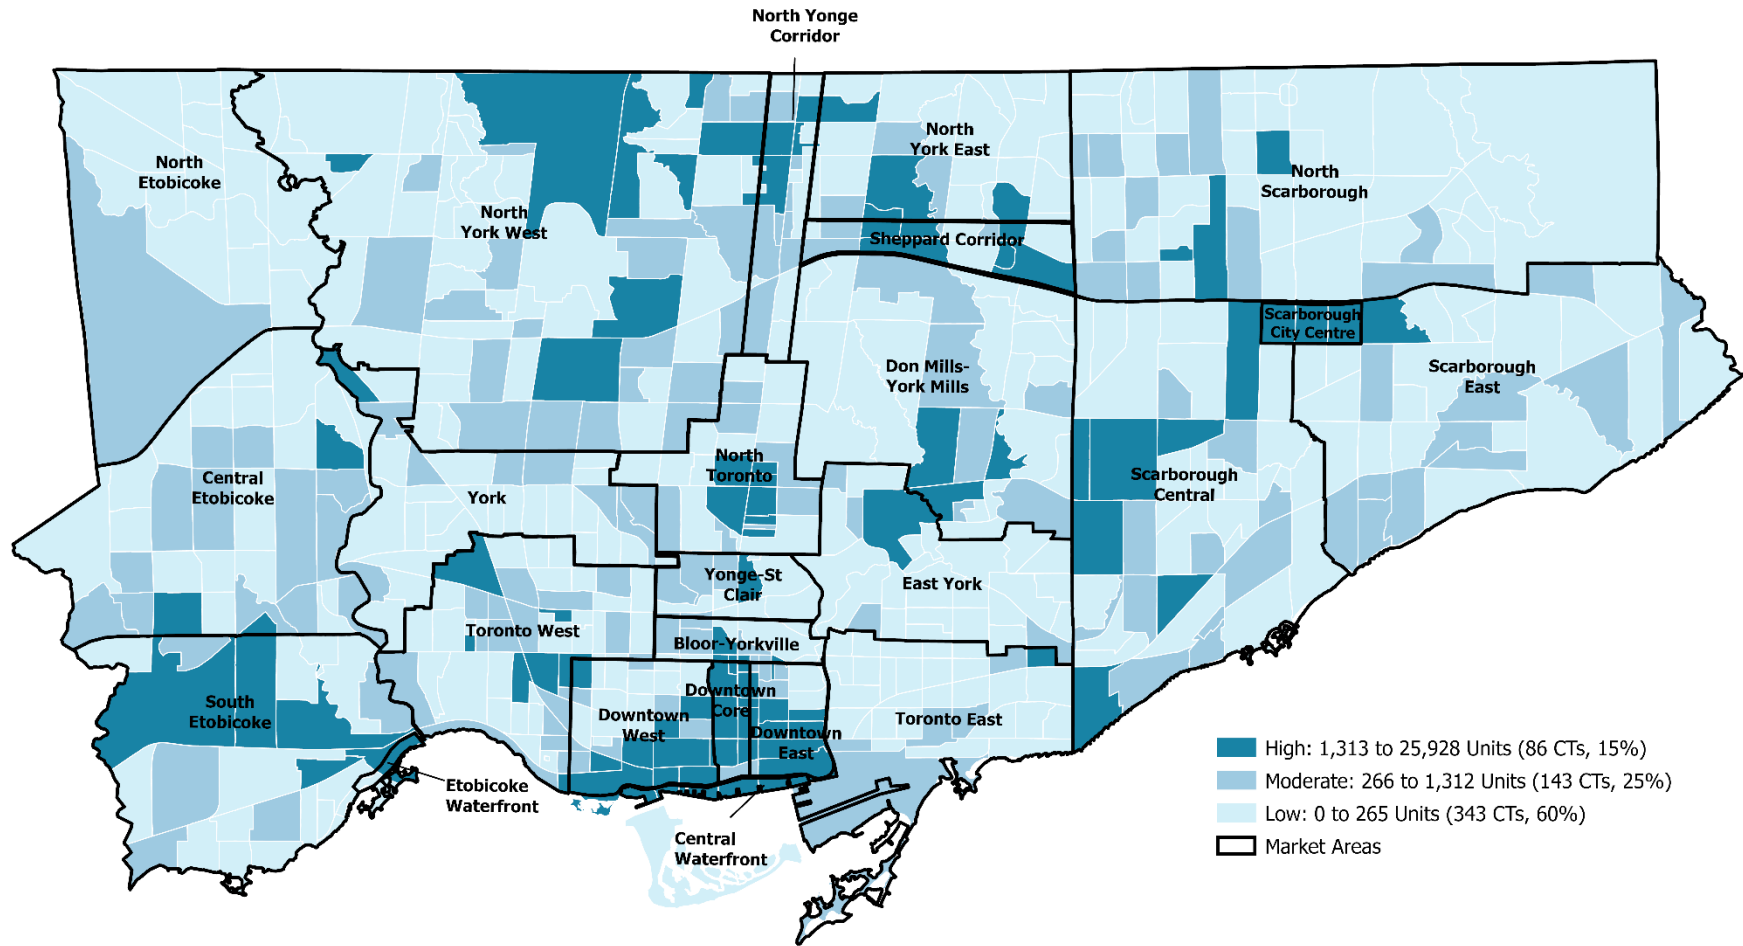 North Yonge
Corridor
North
Etobicoke
North
York West
North
York East
North
Scarborough
Sheppard Corridor
Scarborough
City Centre
Don Mills-
York Mills
Scarborough
East
Central
Etobicoke
York
North
Toronto
Scarborough
Central
Yonge-St
Clair
East York
Toronto West
Bloor-Yorkville
South
Etobicoke
Downtown
Core
Downtown
West
Downtown
East
Toronto East
Etobicoke
Waterfront
Central
Waterfront
High: 1,313 to 25,928 Units (86 CTs, 15%)
Moderate: 266 to 1,312 Units (143 CTs, 25%)
Low: 0 to 265 Units (343 CTs, 60%)
Market Areas